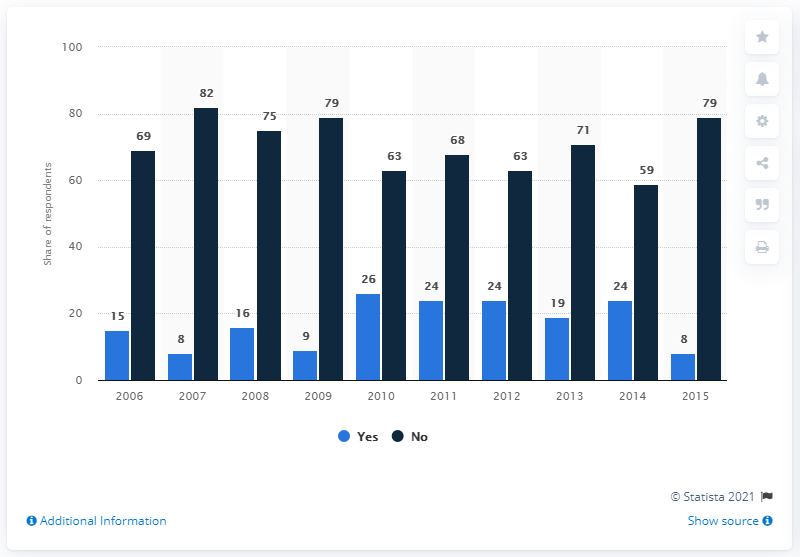 100
80
60
40
20
0
Share of respondents
15 69 8 82 16 75 9 79 26 63 24 68 24 63 19 71 24 59 8 79
2006 2007 2008 2009 2010 2011 2012 2013 2014 2015
Yes No
© Statista 2021
Additional Information Show source